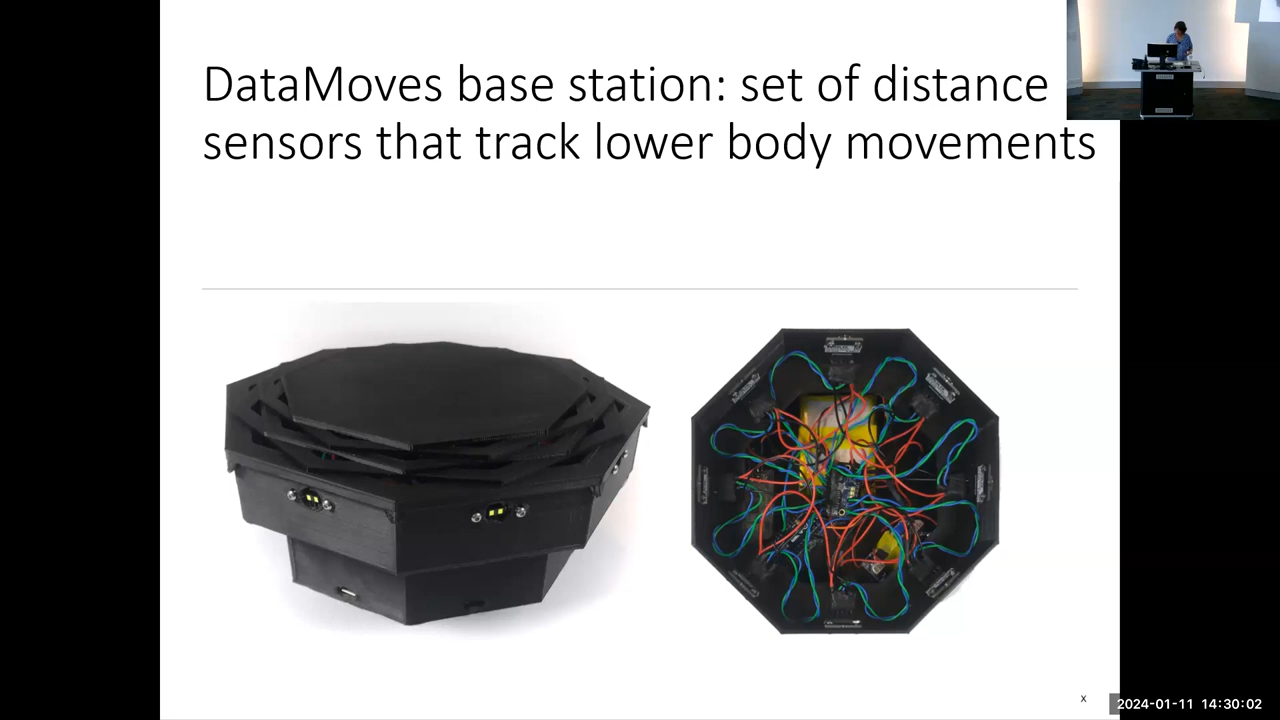 DataMoves base station: set of distance
sensors that track lower body movements
x
2024-01-11 14:30:02